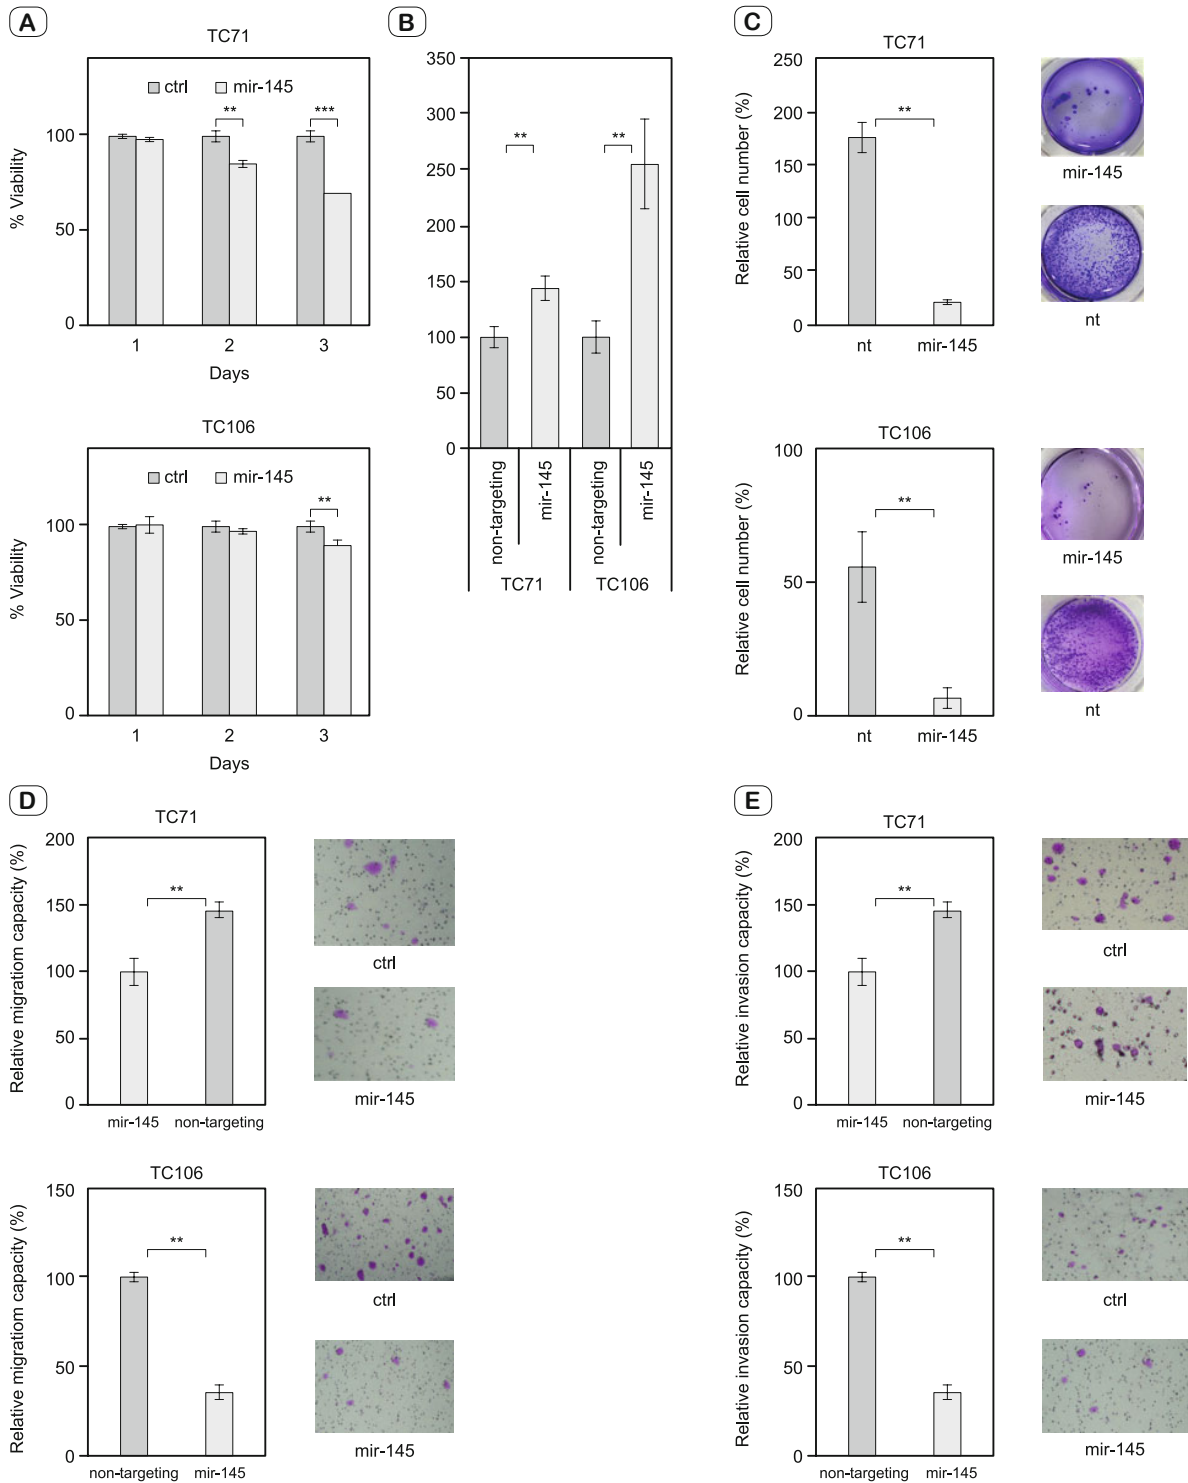 A
TC71
% Viability
ctrl
mir-145
**
***
100
50
0
1
2
3
Days
TC106
% Viability
ctrl
mir-145
**
100
50
0
1
2
3
Days
B
350
300
250
200
150
100
50
0
**
**
non-targeting
mir-145
non-targeting
mir-145
TC71
TC106
C
TC71
Relative cell number (%)
250
200
150
100
50
0
**
nt
mir-145
mir-145
nt
TC106
Relative cell number (%)
100
50
0
**
nt
mir-145
mir-145
nt
D
TC71
Relative migratiom capacity (%)
200
150
100
50
0
**
mir-145
non-targeting
ctrl
mir-145
TC106
Relative migratiom capacity (%)
150
100
50
0
**
non-targeting
mir-145
ctrl
mir-145
E
TC71
Relative invasion capacity (%)
200
150
100
50
0
**
mir-145
non-targeting
ctrl
mir-145
TC106
Relative invasion capacity (%)
150
100
50
0
**
non-targeting
mir-145
ctrl
mir-145